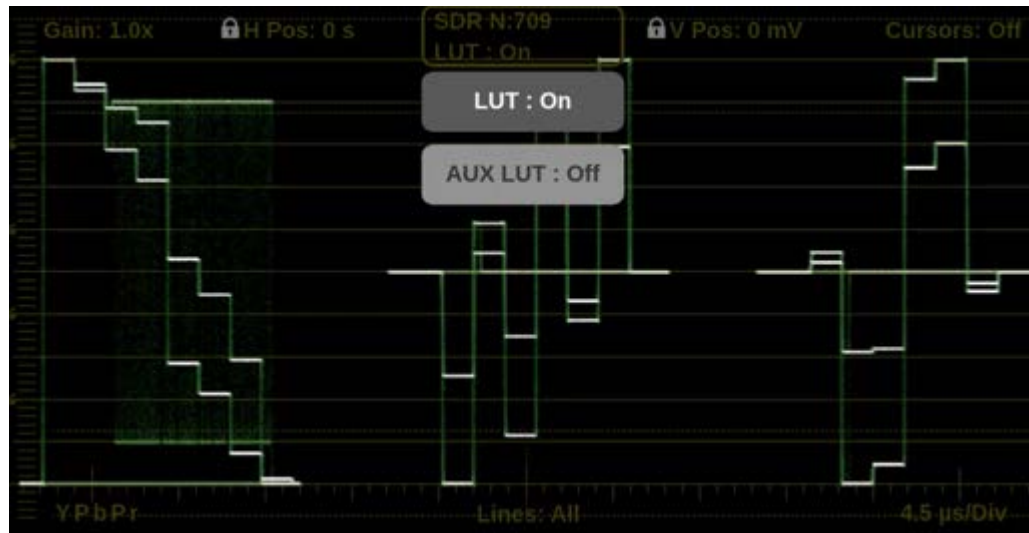 Gain: 1.0x
H Pos: 0 s
SDR N:709
LUT : On
V Pos: 0 mV
Cursors: Off
LUT : On
AUX LUT : Off
YPbPr
Lines: All
4.5 µs/Div